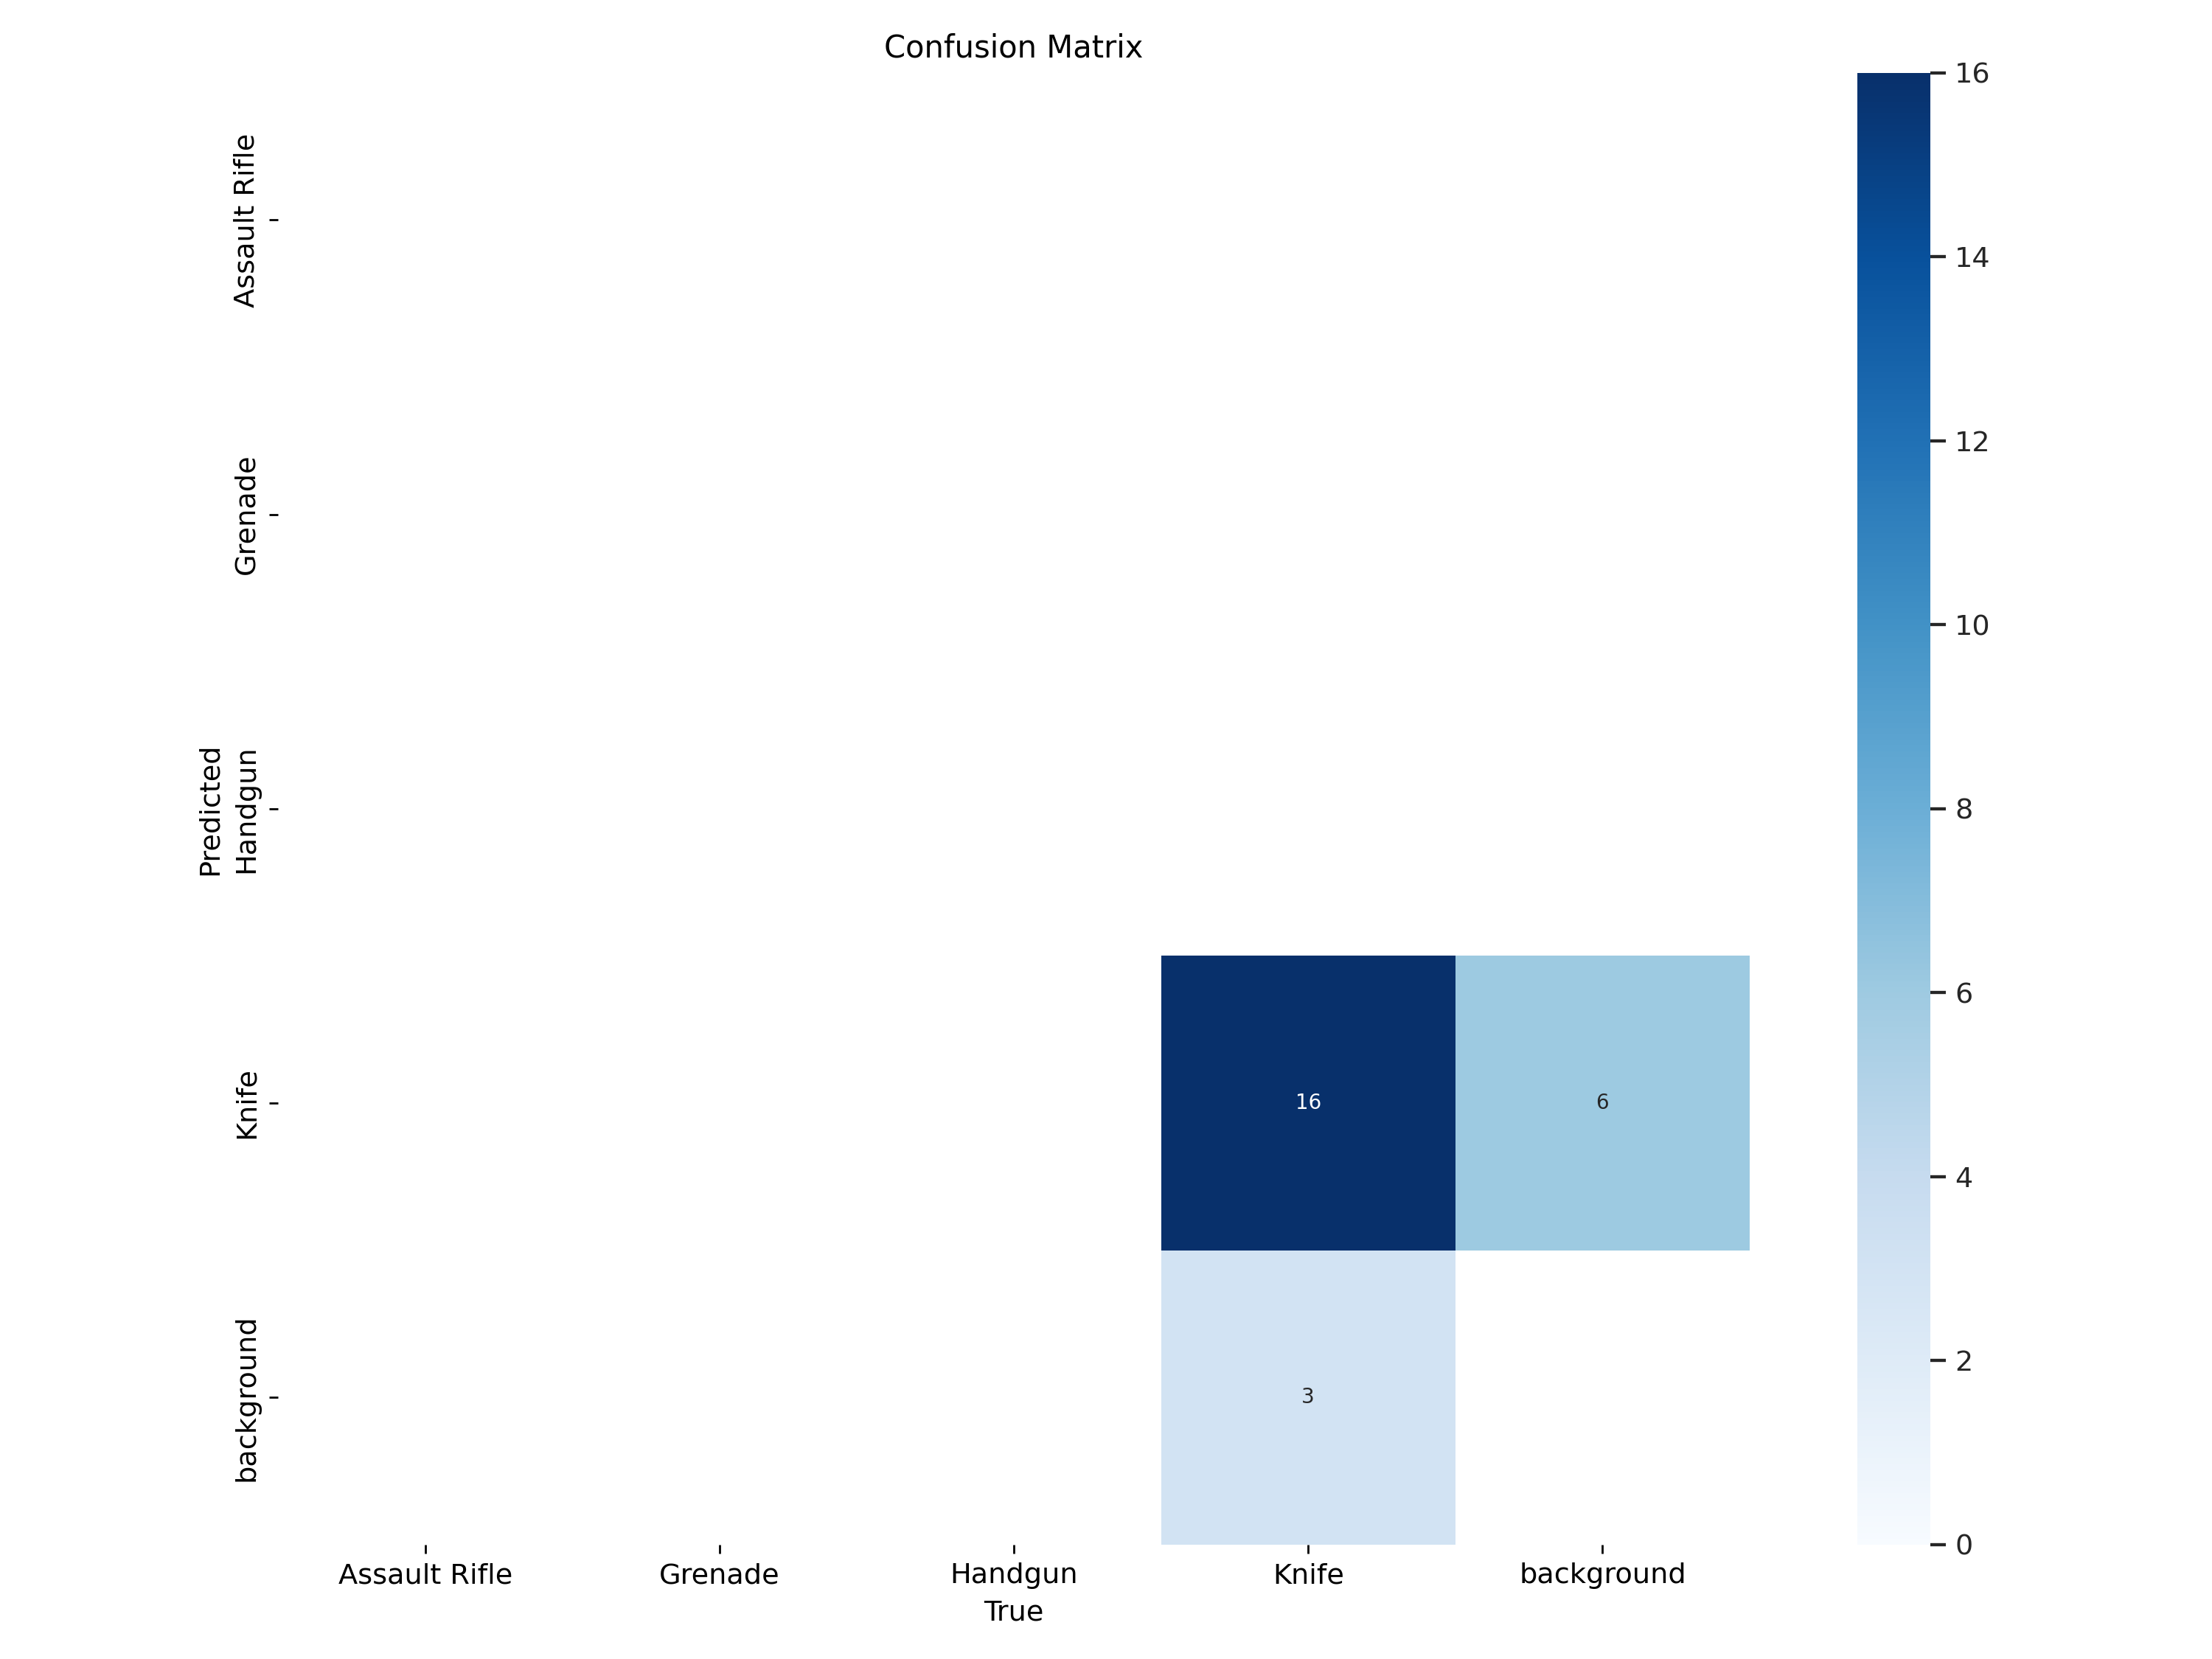 Confusion Matrix
Assault Rifle
Grenade
Handgun
Knife
background
Predicted
16
6
3
Assault Rifle
Grenade
Handgun
Knife
background
True
16
14
12
10
8
6
4
2
0